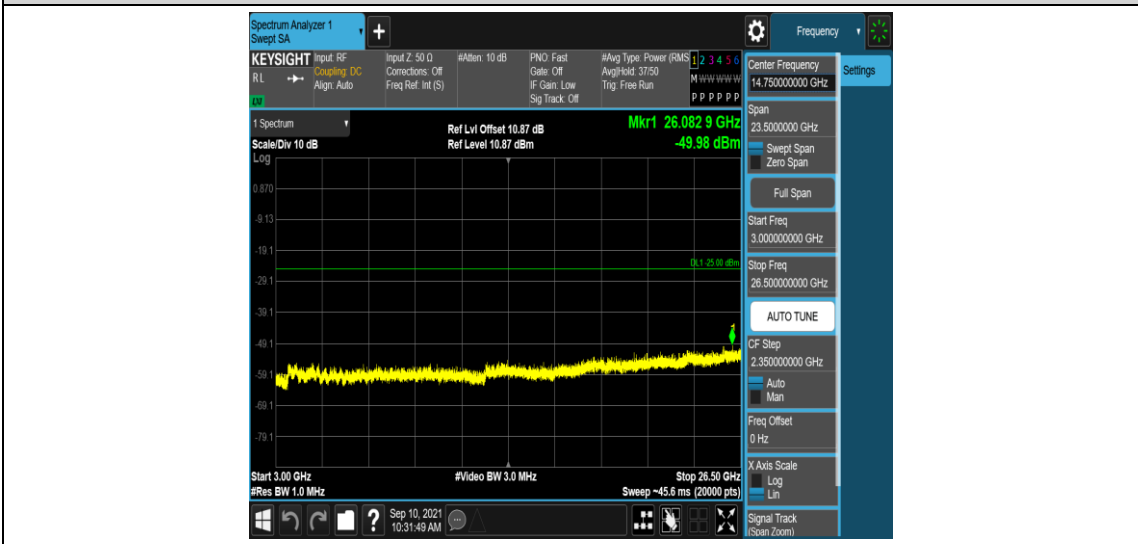 Spectrum Analyzer 1
Swept SA
+
Frequency
KEYSIGHT
RL
LXI
Input: RF
Coupling: DC
Align: Auto
Input Z: 50 Ω
Corrections: Off
Freq Ref: Int (S)
#Atten: 10 dB
PNO: Fast
Gate: Off
IF Gain: Low
Sig Track: Off
#Avg Type: Power (RMS
Avg|Hold: 37/50
Trig: Free Run
1 2 3 4 5 6
M W W W W W
P P P P P P
1 Spectrum
Scale/Div 10 dB
Log
Ref Lvl Offset 10.87 dB
Ref Level 10.87 dBm
Mkr1 26.082 9 GHz
-49.98 dBm
0.870
-9.13
-19.1
DL1 -25.00 dBm
-29.1
-39.1
1
-49.1
-59.1
-69.1
-79.1
Start 3.00 GHz
#Video BW 3.0 MHz
Stop 26.50 GHz
#Res BW 1.0 MHz
Sweep ~45.6 ms (20000 pts)
?
Sep 10, 2021
10:31:49 AM
Center Frequency
14.750000000 GHz
Settings
Span
23.5000000 GHz
Swept Span
Zero Span
Full Span
Start Freq
3.000000000 GHz
Stop Freq
26.500000000 GHz
AUTO TUNE
CF Step
2.350000000 GHz
Auto
Man
Freq Offset
0 Hz
X Axis Scale
Log
Lin
Signal Track
(Span Zoom)